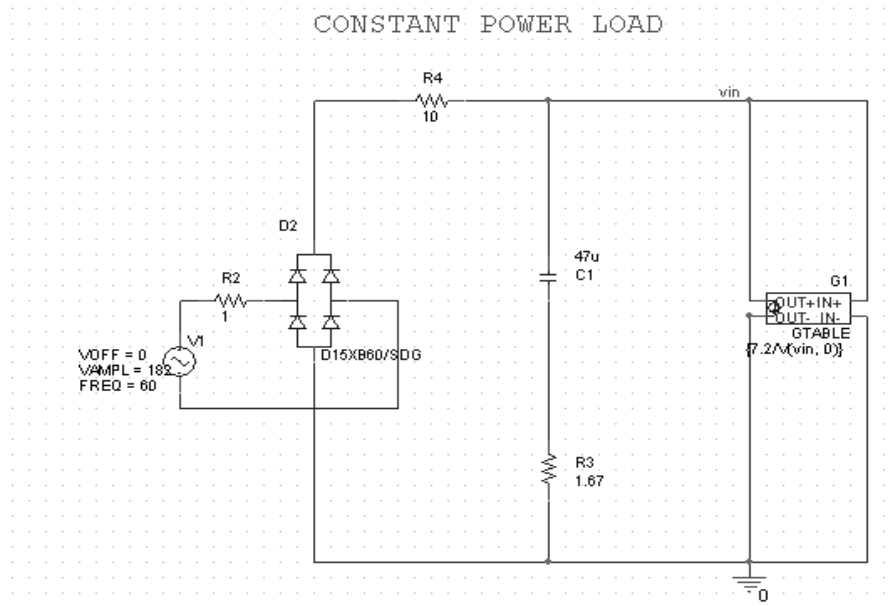 CONSTANT POWER LOAD
R4
10
vin
D2
47u
C1
R2
1
G1
OUT+IN+
OUT- IN-
GTABLE
{7.2/V(vin, 0)}
V1
D15XB60/SDG
VOFF = 0
VAMPL = 182
FREQ = 60
R3
1.67
0